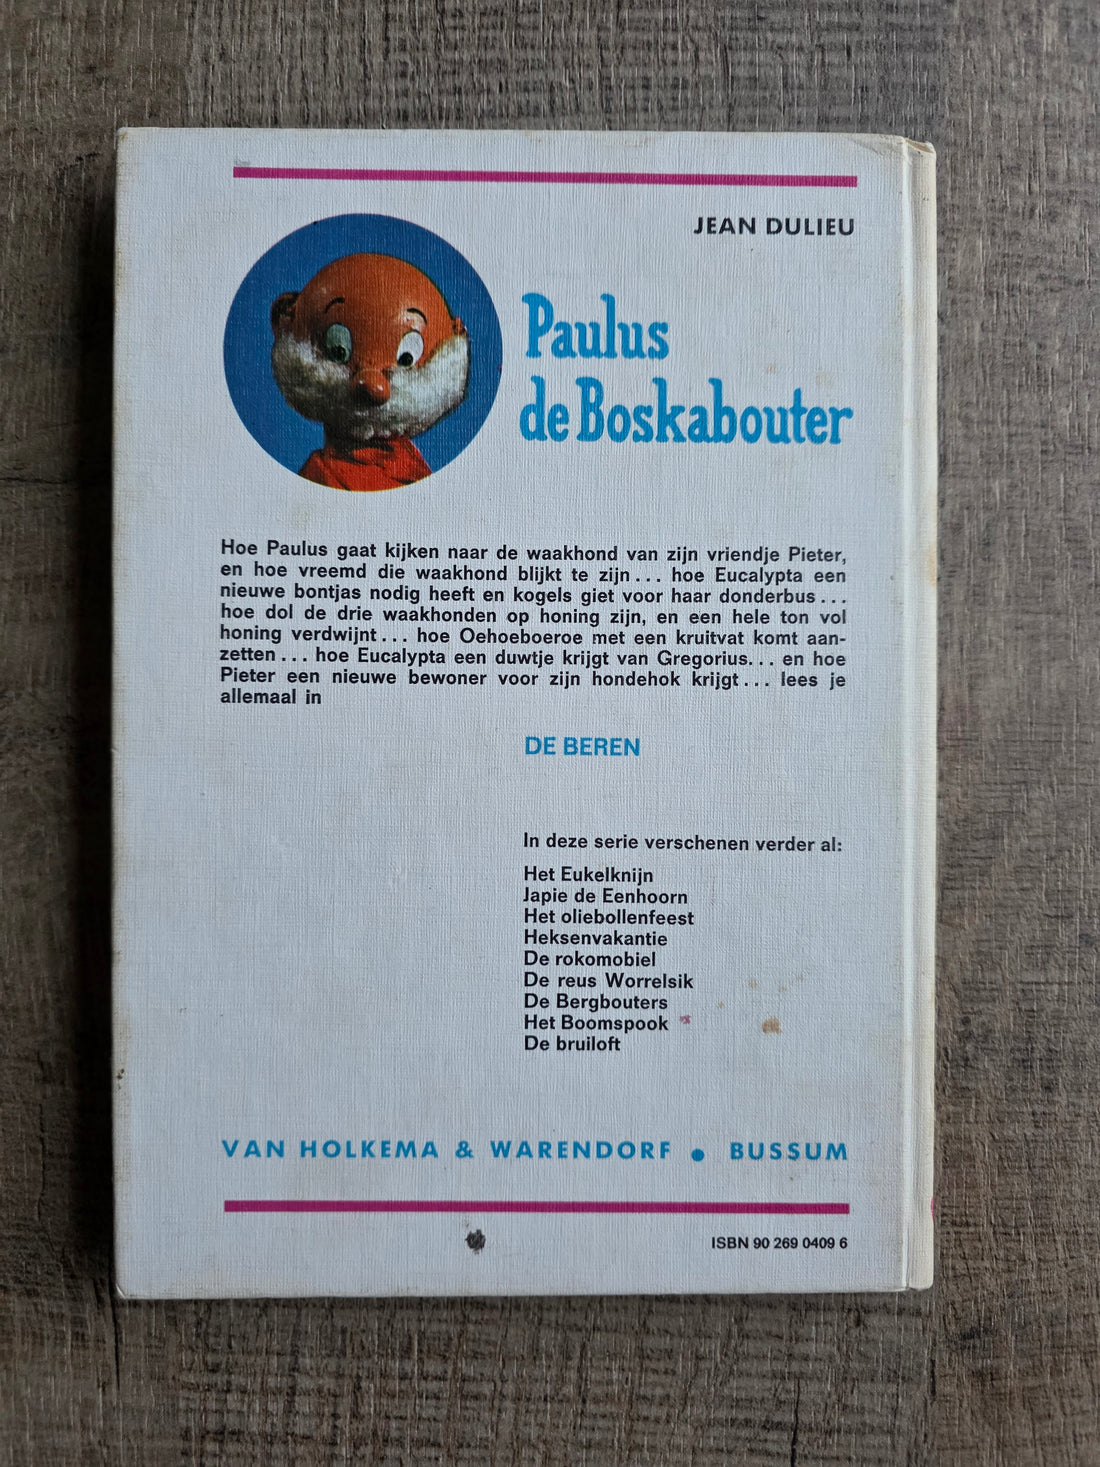 JEAN DULIEU
Paulus
de Boskabouter
Hoe Paulus gaat kijken naar de waakhond van zijn vriendje Pieter,
en hoe vreemd die waakhond blijkt te zijn... hoe Eucalypta een
nieuwe bontjas nodig heeft en kogels giet voor haar donderbus...
hoe dol de drie waakhonden op honing zijn, en een hele ton vol
honing verdwijnt... hoe Oehoeboeroe met een kruitvat komt aan-
zetten... hoe Eucalypta een duwtje krijgt van Gregorius... en hoe
Pieter een nieuwe bewoner voor zijn hondehok krijgt... lees je
allemaal in
DE BEREN
In deze serie verschenen verder al:
Het Eukelknijn
Japie de Eenhoorn
Het oliebollenfeest
Heksenvakantie
De rokomobiel
De reus Worrelsik
De Bergbouters
Het Boomspook
De bruiloft
VAN HOLKEMA & WARENDORF • BUSSUM
ISBN 90 269 0409 6